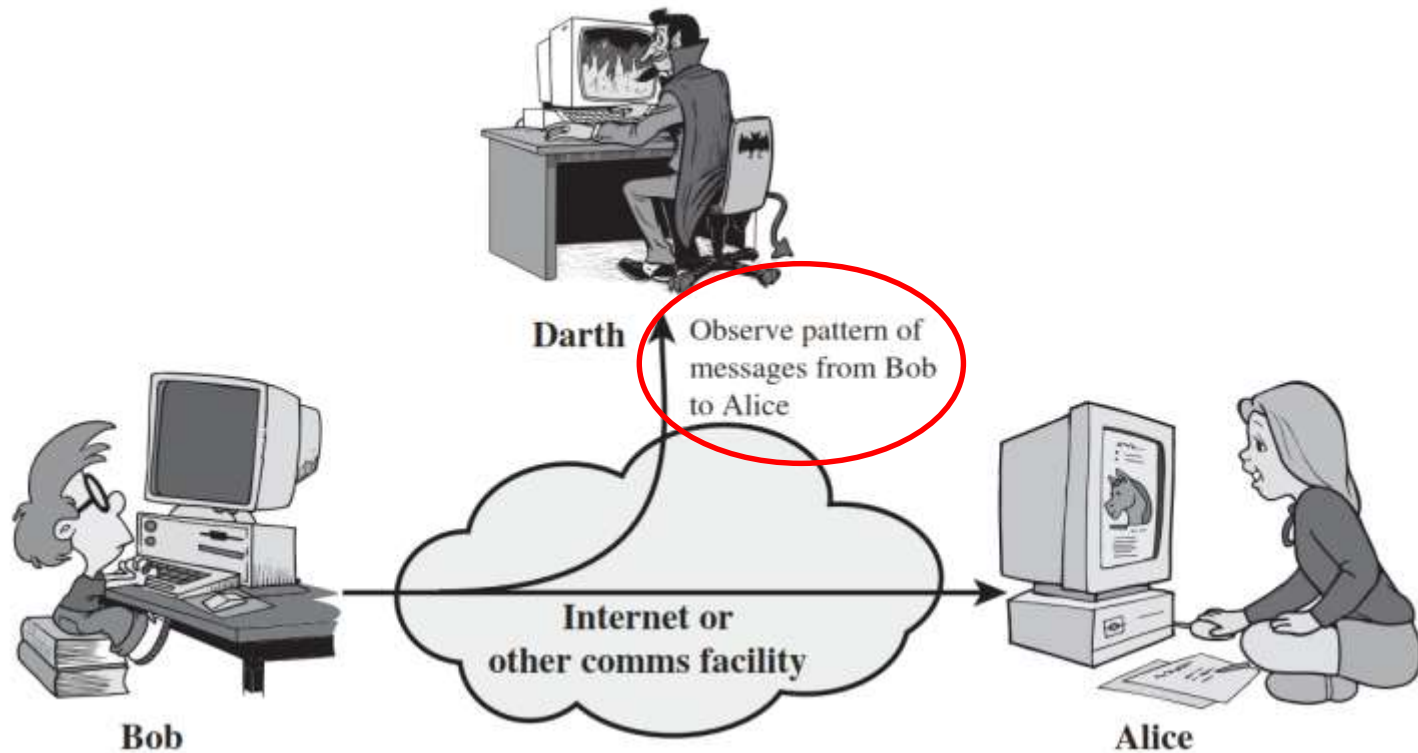 Darth
Observe pattern of
messages from Bob
to Alice
Internet or
other comms facility
Bob
Alice